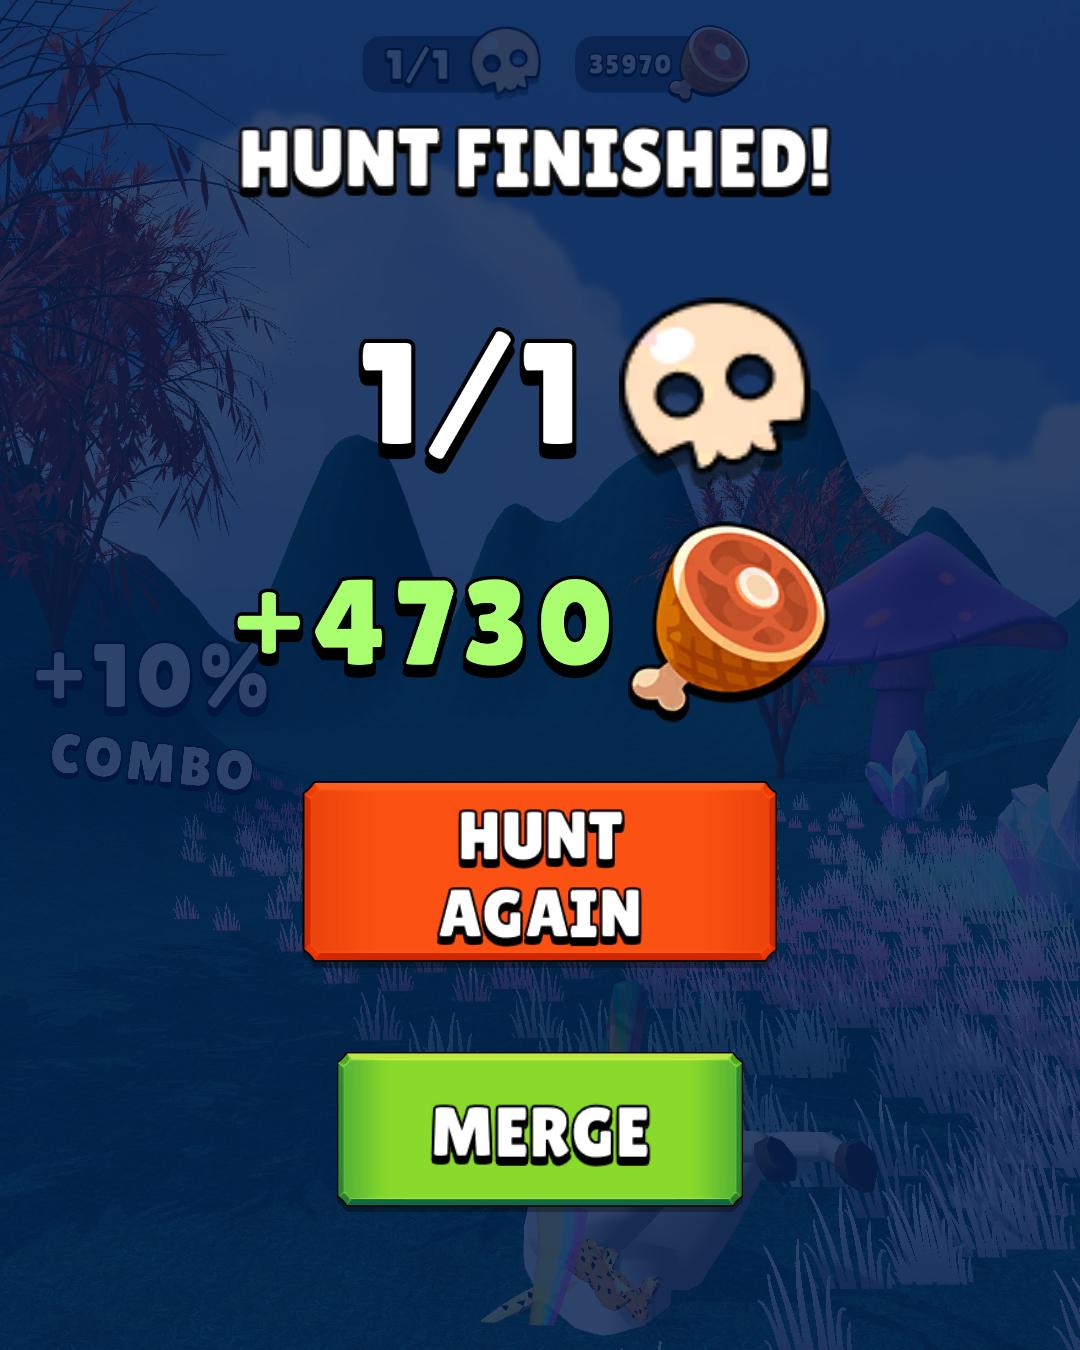 1/1
35970
HUNT FINISHED!
1/1
+4730
+10%
COMBO
HUNT
AGAIN
MERGE